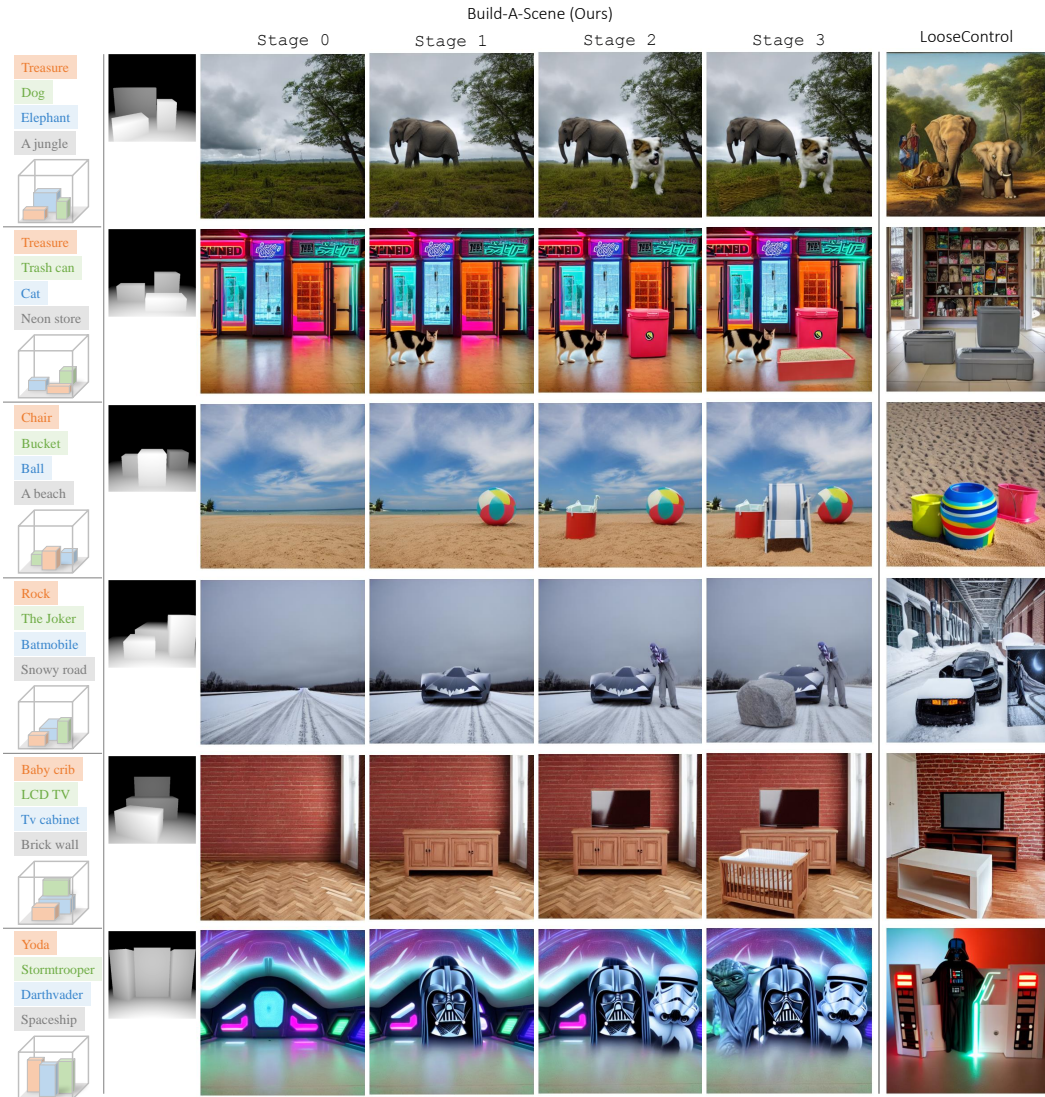 Build-A-Scene (Ours)
Stage 0
Stage 1
Stage 2
Stage 3
LooseControl
Treasure
Dog
Elephant
A jungle
Treasure
Trash can
Cat
Neon store
Chair
Bucket
Ball
A beach
Rock
The Joker
Batmobile
Snowy road
Baby crib
LCD TV
Tv cabinet
Brick wall
Yoda
Stormtrooper
Darthvader
Spaceship